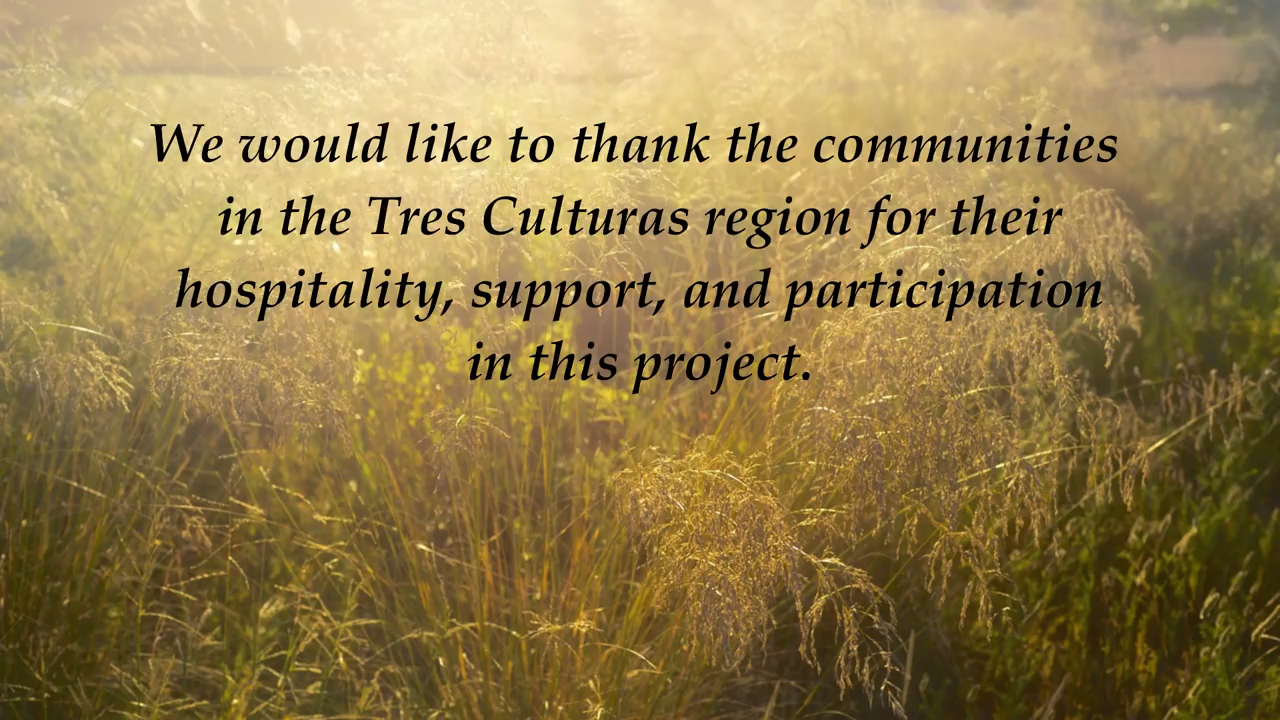 We would like to thank the communities
in the Tres Culturas region for their
hospitality, support, and participation
in this project.